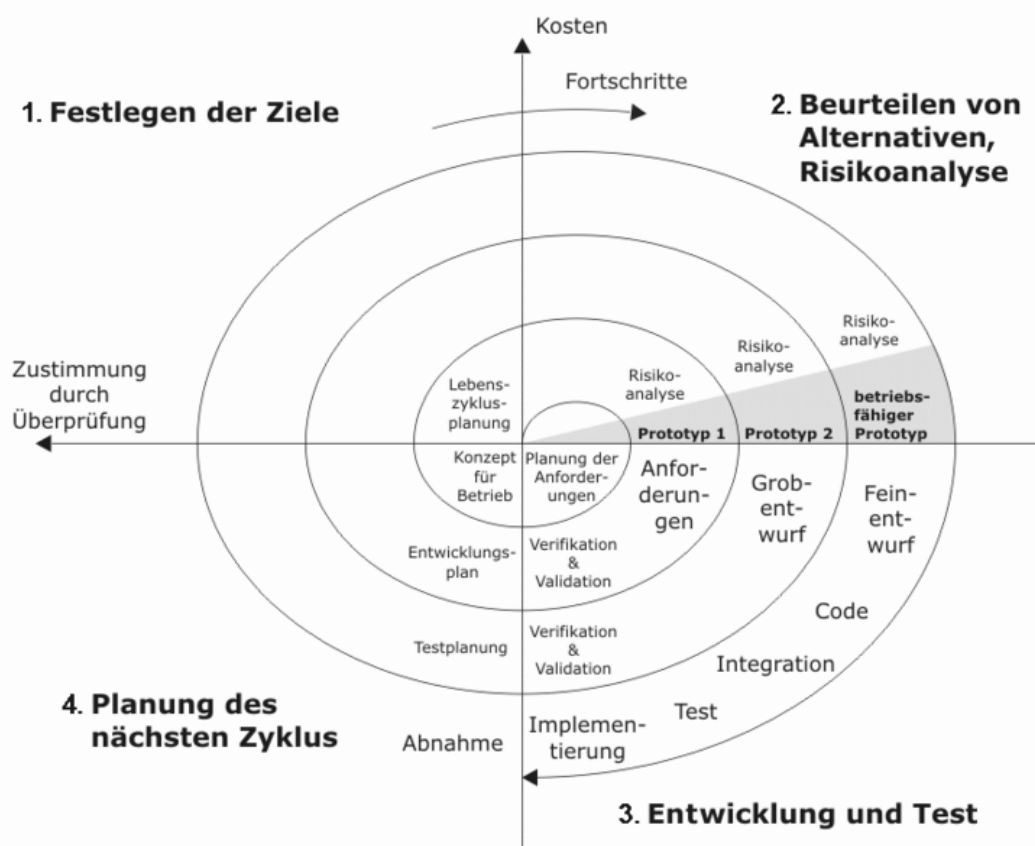 Kosten
Fortschritte
1. Festlegen der Ziele
2. Beurteilen von
Alternativen,
Risikoanalyse
Zustimmung
durch
Überprüfung
Lebens-
zyklus-
planung
Risiko-
analyse
Risiko-
analyse
Risiko-
analyse
Prototyp 1
Prototyp 2
betriebs-
fähiger
Prototyp
Konzept
für
Betrieb
Planung der
Anforder-
ungen
Anfor-
derun-
gen
Grob-
ent-
wurf
Fein-
ent-
wurf
Entwicklungs-
plan
Verifikation
&
Validation
Code
Testplanung
Verifikation
&
Validation
Integration
Test
Implemen-
tierung
Abnahme
4. Planung des
nächsten Zyklus
3. Entwicklung und Test